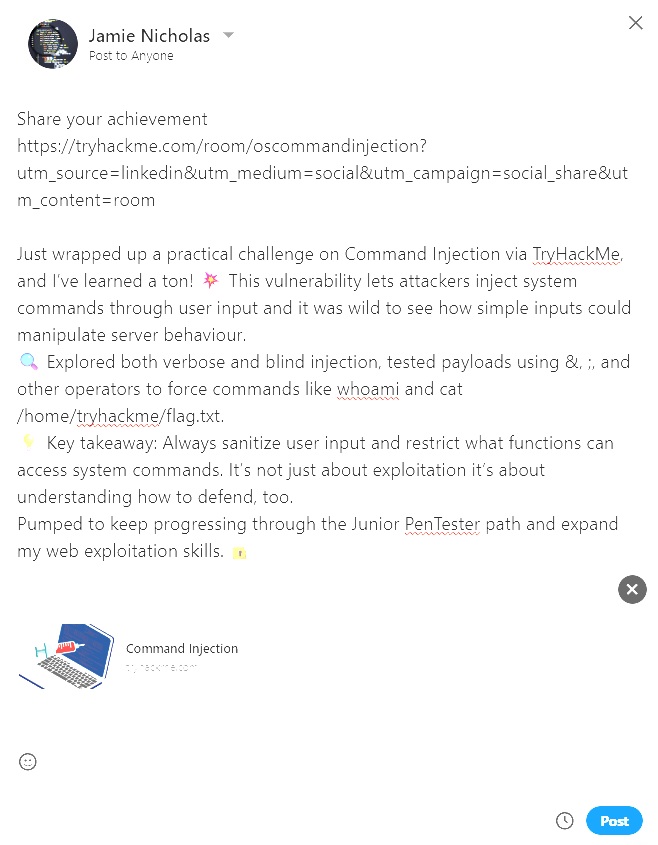 Jamie Nicholas
Post to Anyone
Share your achievement
https://tryhackme.com/room/oscommandinjection?
utm_source=linkedin&utm_medium=social&utm_campaign=social_share&ut
m_content=room
Just wrapped up a practical challenge on Command Injection via TryHackMe,
and I've learned a ton! 💥 This vulnerability lets attackers inject system
commands through user input and it was wild to see how simple inputs could
manipulate server behaviour.
🔍 Explored both verbose and blind injection, tested payloads using &, ;, and
other operators to force commands like whoami and cat
/home/tryhackme/flag.txt.
💡 Key takeaway: Always sanitize user input and restrict what functions can
access system commands. It's not just about exploitation it's about
understanding how to defend, too.
Pumped to keep progressing through the Junior PenTester path and expand
my web exploitation skills. 🔒
Command Injection
tryhackme.com
Post